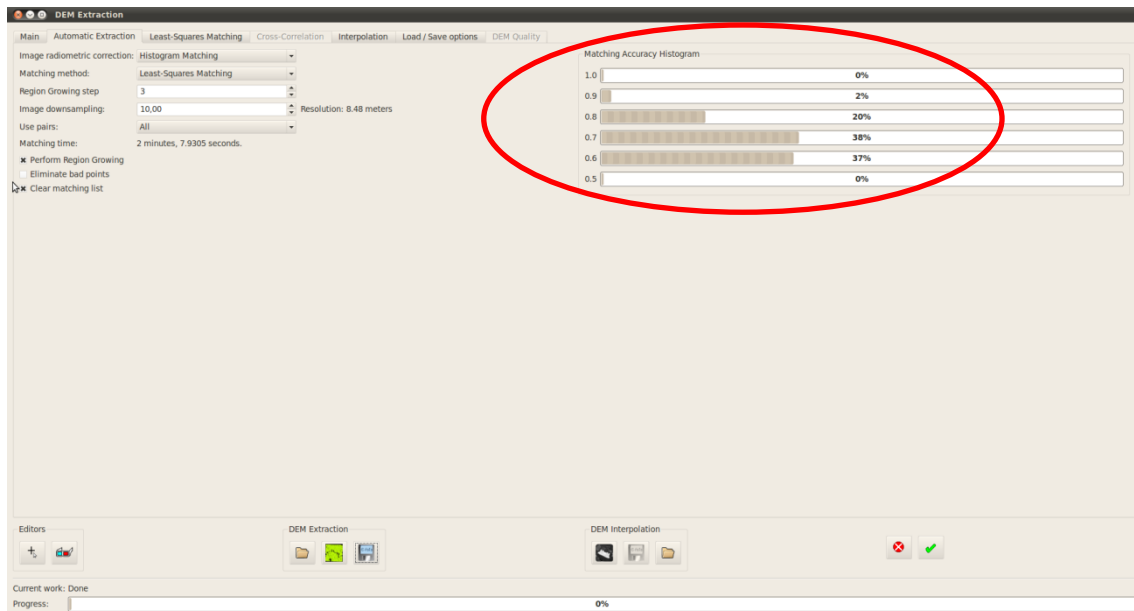 DEM Extraction
Main Automatic Extraction Least-Squares Matching Cross-Correlation Interpolation Load / Save options DEM Quality
Image radiometric correction: Histogram Matching
Matching method: Least-Squares Matching
Region Growing step 3
Image downsampling: 10,00 Resolution: 8.48 meters
Use pairs: All
Matching time: 2 minutes, 7.9305 seconds.
Perform Region Growing
Eliminate bad points
Clear matching list
Matching Accuracy Histogram
1.0 0%
0.9 2%
0.8 20%
0.7 38%
0.6 37%
0.5 0%
Editors DEM Extraction DEM Interpolation
Current work: Done
Progress: 0%